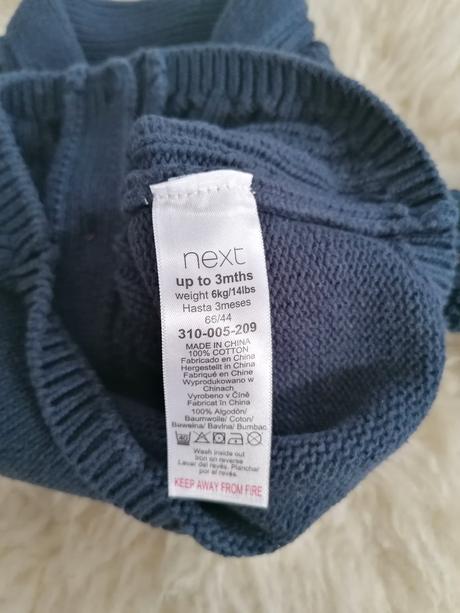 next
up to 3mths
weight 6kg/14lbs
Hasta 3meses
66/44
310-005-209
MADE IN CHINA
100% COTTON
Fabricado en China
Hergestellt in China
Fabriqué en Chine
Wyprodukowano w
Chinach
Vyrobeno v Číně
Fabricat în China
100% Algodón/
Baumwolle/ Coton/
Bawełna/ Bavlna/ Bumbac
Wash inside out
Iron on reverse
Lavar del revés. Planchar
por el revés.
KEEP AWAY FROM FIRE